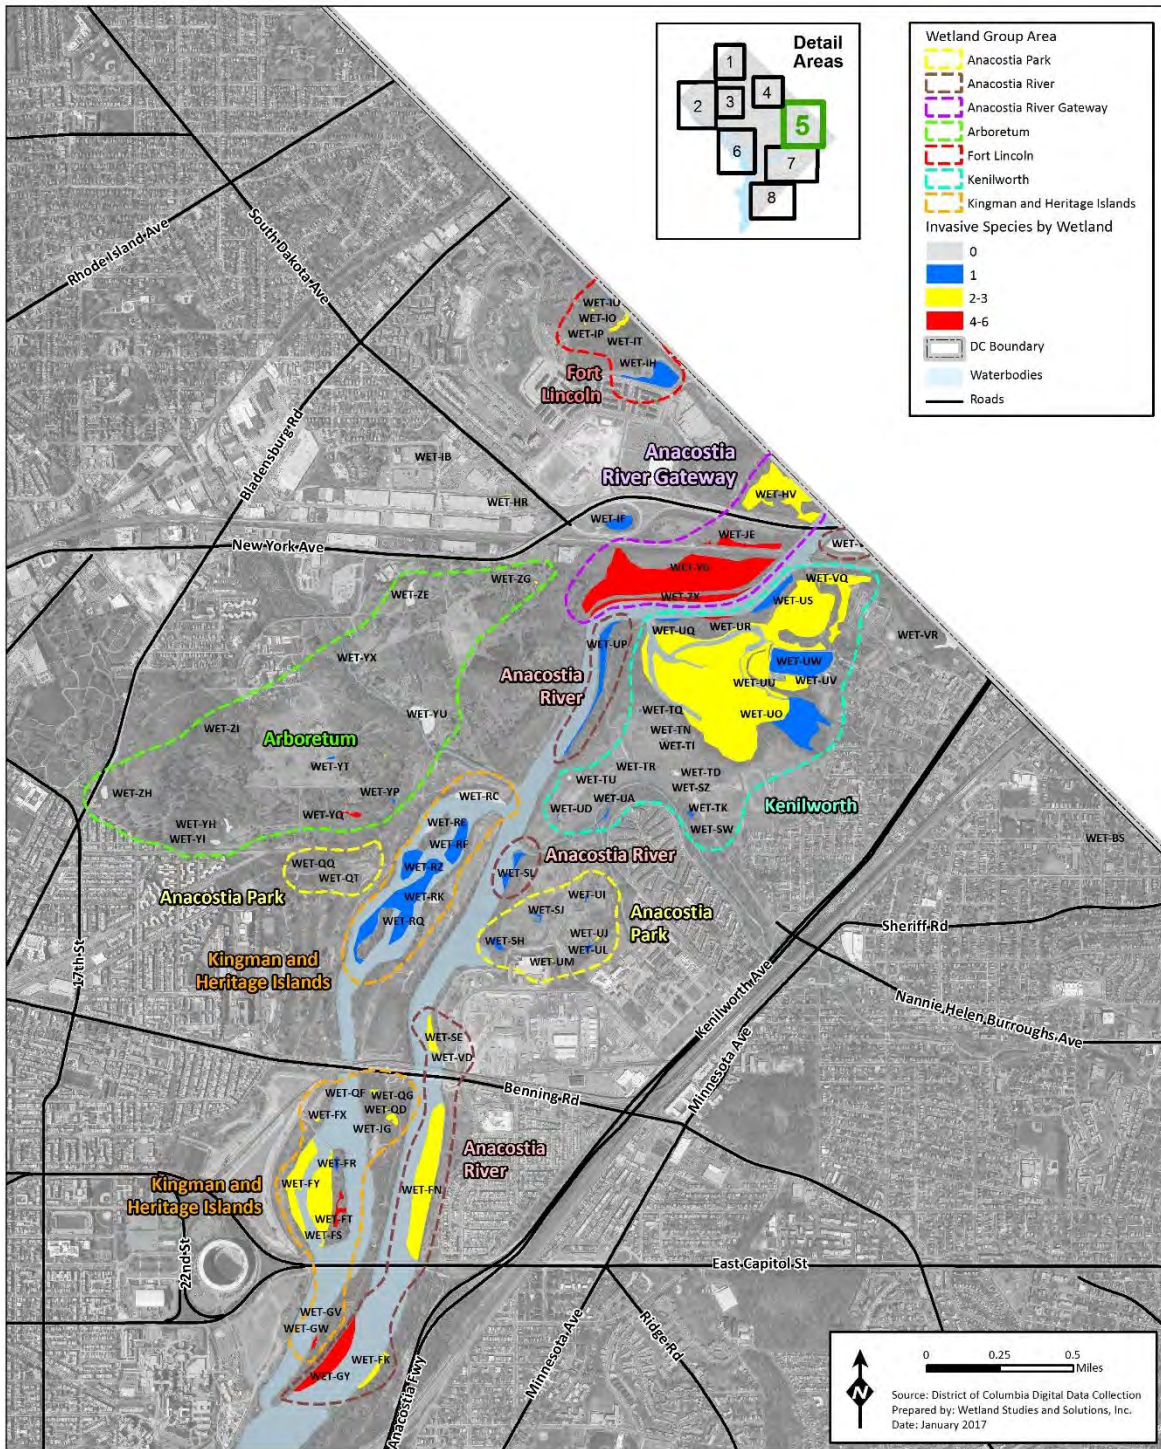 Detail
Areas
1
2
3
4
5
6
7
8
Wetland Group Area
Anacostia Park
Anacostia River
Anacostia River Gateway
Arboretum
Fort Lincoln
Kenilworth
Kingman and Heritage Islands
Invasive Species by Wetland
0
1
2-3
4-6
DC Boundary
Waterbodies
Roads
Rhode Island Ave
South Dakota Ave
Bladensburg Rd
WET-IU
WET-IO
WET-IP
WET-IT
WET-IH
Fort
Lincoln
WET-IB
WET-HR
Anacostia
River Gateway
WET-HV
WET-IF
WET-JE
WET-
New York Ave
WET-ZG
WET-ZE
WET-ZX
WET-VQ
WET-US
WET-UR
WET-UQ
WET-UP
WET-VR
WET-YX
WET-UW
WET-UV
WET-UU
Anacostia
River
WET-YU
WET-TQ
WET-UO
WET-ZI
Arboretum
WET-TN
WET-TI
WET-YT
WET-TR
WET-TD
WET-TU
WET-SZ
WET-ZH
WET-YP
WET-RC
WET-UA
WET-UD
WET-TK
Kenilworth
WET-YQ
WET-YH
WET-YI
WET-RE
WET-RF
WET-SW
WET-BS
WET-QQ
WET-QT
Anacostia Park
WET-RZ
WET-RK
WET-RQ
Anacostia River
WET-SL
WET-UI
WET-SJ
WET-UJ
WET-SH
WET-UL
WET-UM
Anacostia
Park
Kingman and
Heritage Islands
17th St
Sheriff Rd
Kenilworth Ave
Nannie Helen Burroughs Ave
Minnesota Ave
WET-SE
WET-VD
Benning Rd
WET-QF
WET-QG
WET-FX
WET-QD
WET-JG
Anacostia
River
WET-FR
WET-FY
WET-FN
Kingman and
Heritage Islands
WET-FT
WET-FS
22nd St
East Capitol St
WET-GV
WET-GW
WET-GY
WET-FK
Ridge Rd
Minnesota Ave
Anacostia Fwy
N
0 0.25 0.5
Miles
Source: District of Columbia Digital Data Collection
Prepared by: Wetland Studies and Solutions, Inc.
Date: January 2017